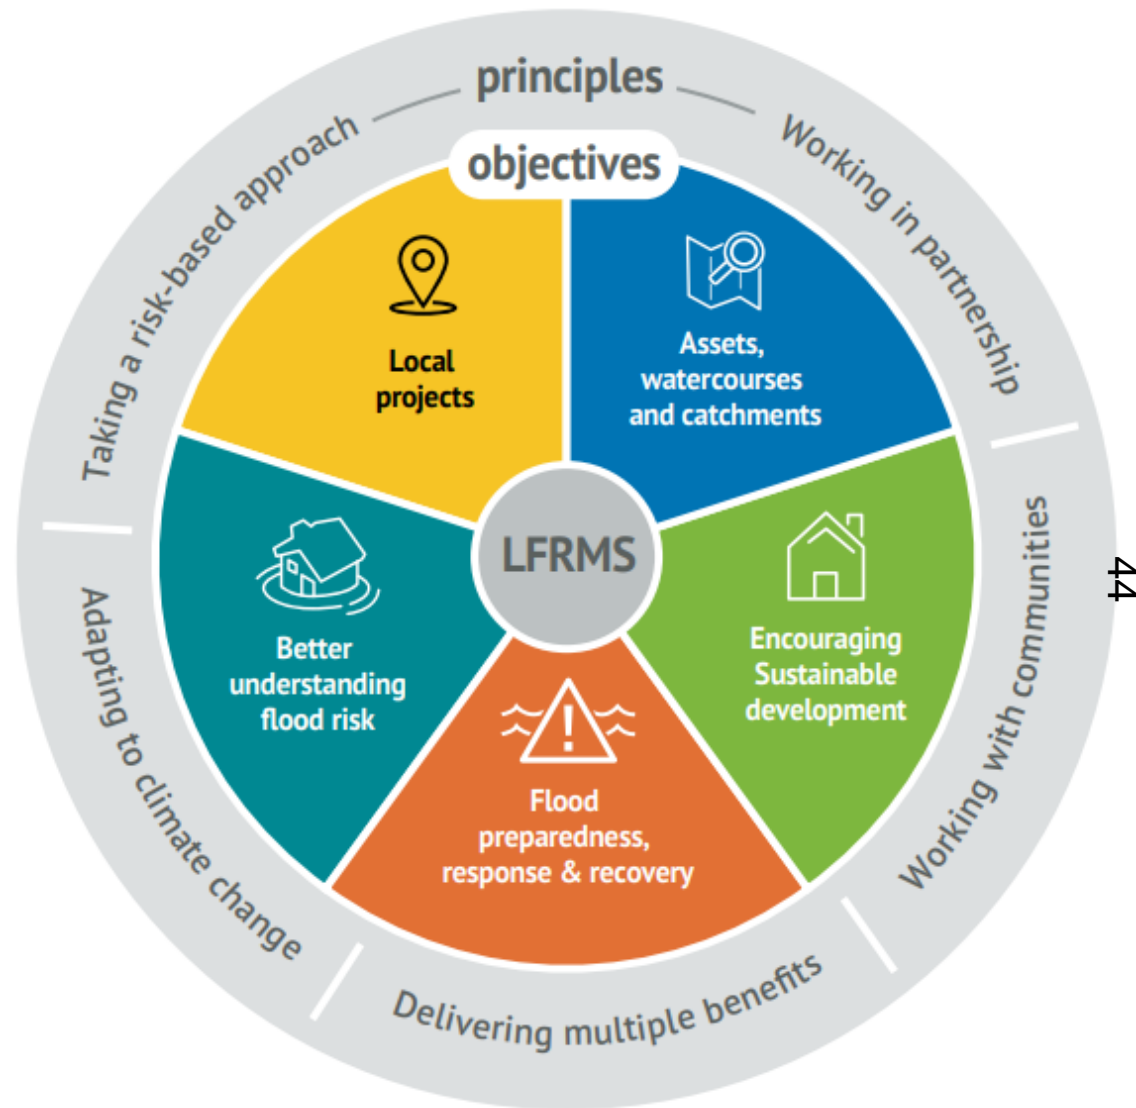 principles
objectives
Taking a risk-based approach
Working in partnership
Local
projects
Assets,
watercourses
and catchments
LFRMS
Better
understanding
flood risk
Encouraging
Sustainable
development
Flood
preparedness,
response & recovery
Working with communities
Adapting to climate change
Delivering multiple benefits
44